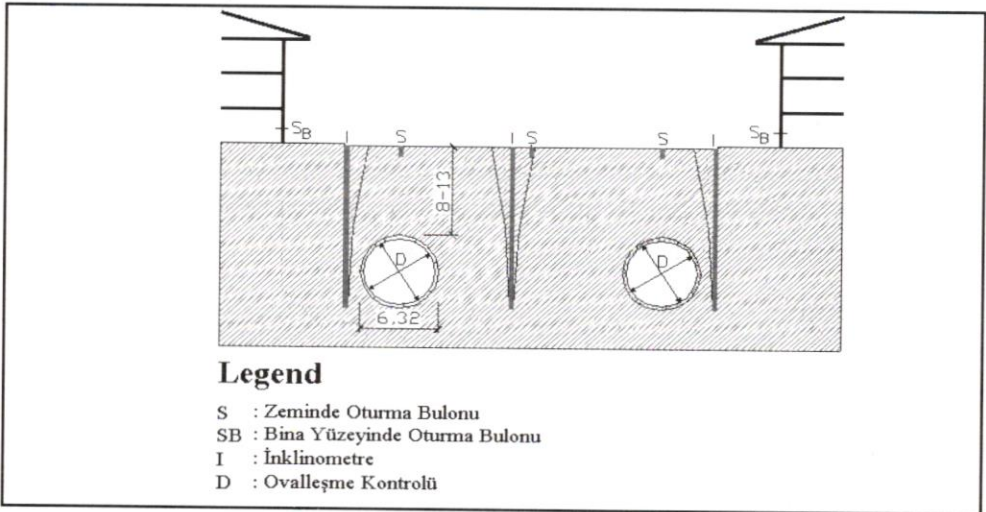 SB
I
S
I
S
S
I
SB
8-13
D
D
6,32
Legend
S : Zeminde Oturma Bulonu
SB : Bina Yüzeyinde Oturma Bulonu
I : İnklinometre
D : Ovalleşme Kontrolü